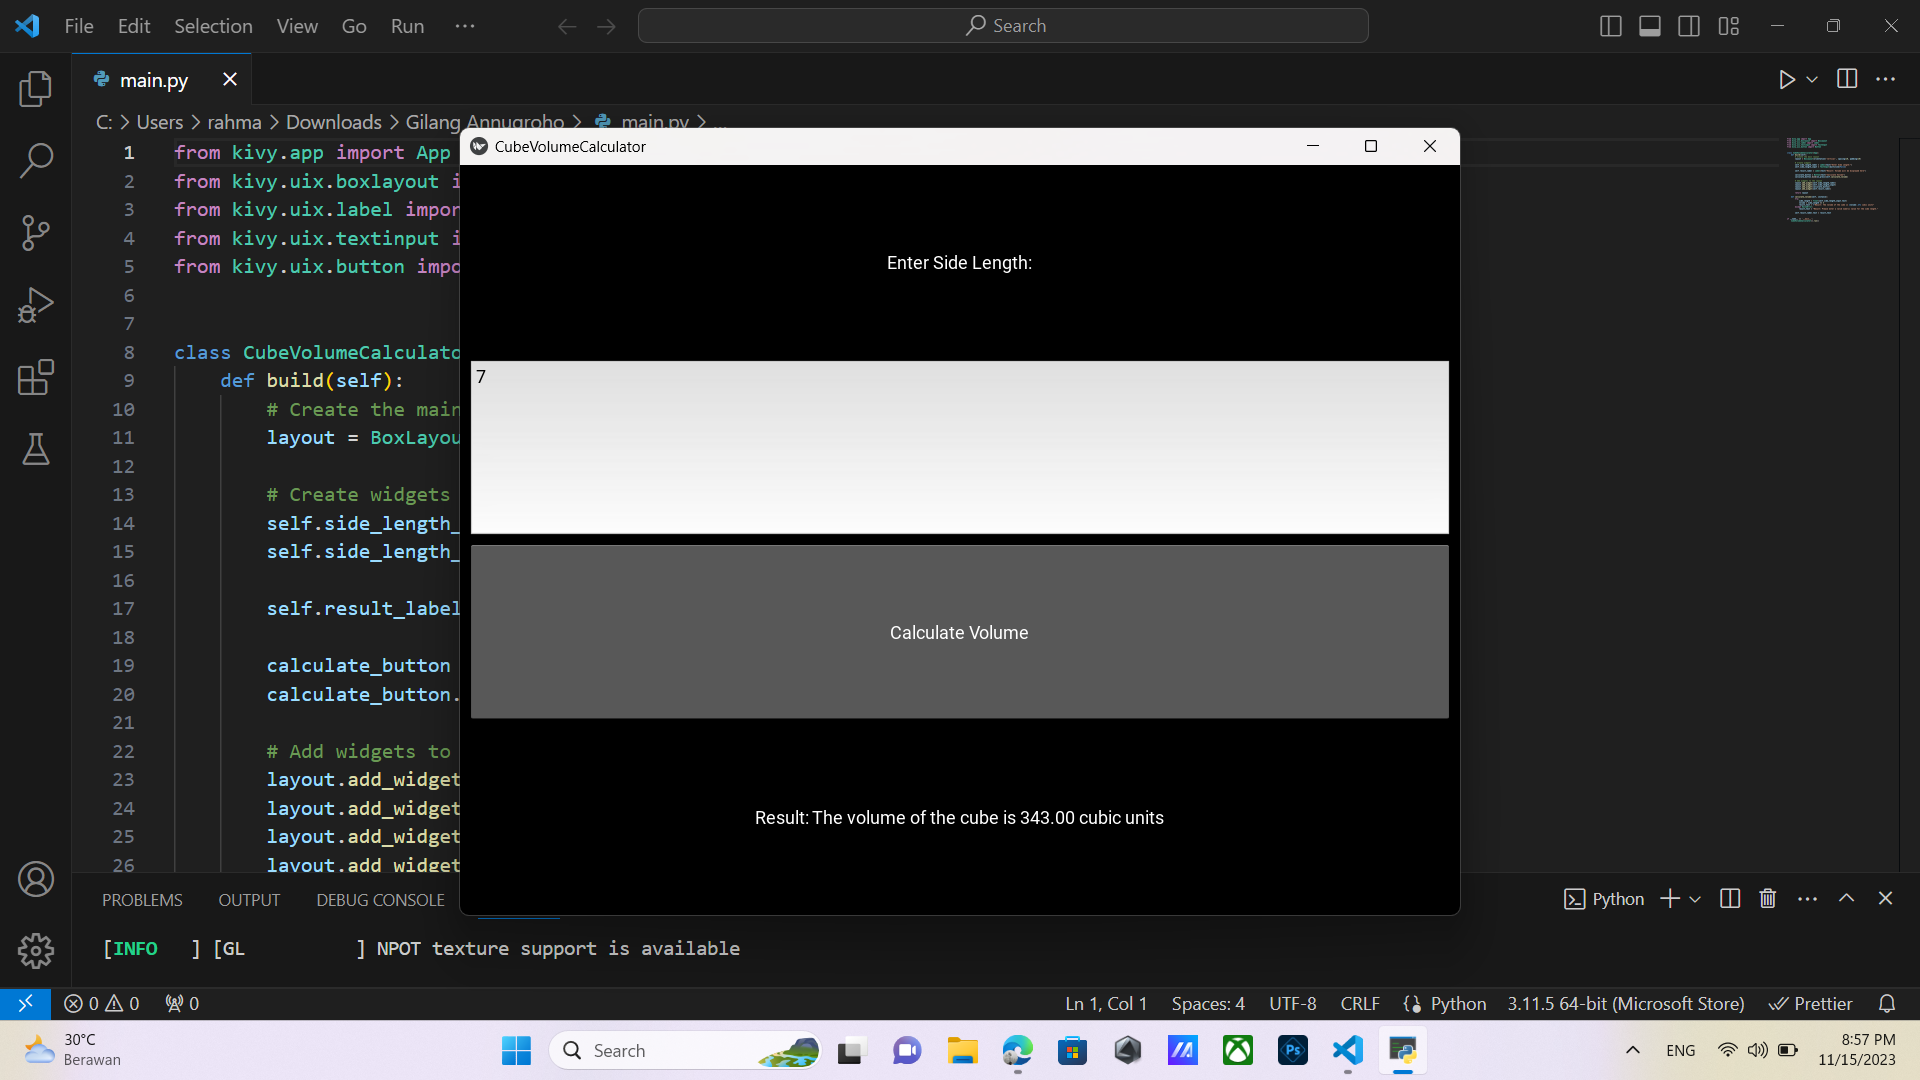 File Edit Selection View Go Run ···
Search
main.py
C: > Users > rahma > Downloads > Gilang Annugroho > main.py > ...
1 from kivy.app import App
2 from kivy.uix.boxlayout i
3 from kivy.uix.label impor
4 from kivy.uix.textinput i
5 from kivy.uix.button impo
6
7
8 class CubeVolumeCalculato
9 def build(self):
10 # Create the main
11 layout = BoxLayou
12
13 # Create widgets
14 self.side_length_
15 self.side_length_
16
17 self.result_label
18
19 calculate_button
20 calculate_button.
21
22 # Add widgets to
23 layout.add_widget
24 layout.add_widget
25 layout.add_widget
26 layout.add_widget
CubeVolumeCalculator
Enter Side Length:
7
Calculate Volume
Result: The volume of the cube is 343.00 cubic units
PROBLEMS OUTPUT DEBUG CONSOLE
Python
[INFO ] [GL ] NPOT texture support is available
0 0 0
Ln 1, Col 1 Spaces: 4 UTF-8 CRLF Python 3.11.5 64-bit (Microsoft Store) Prettier
30°C
Berawan
Search
Ps
ENG
8:57 PM
11/15/2023